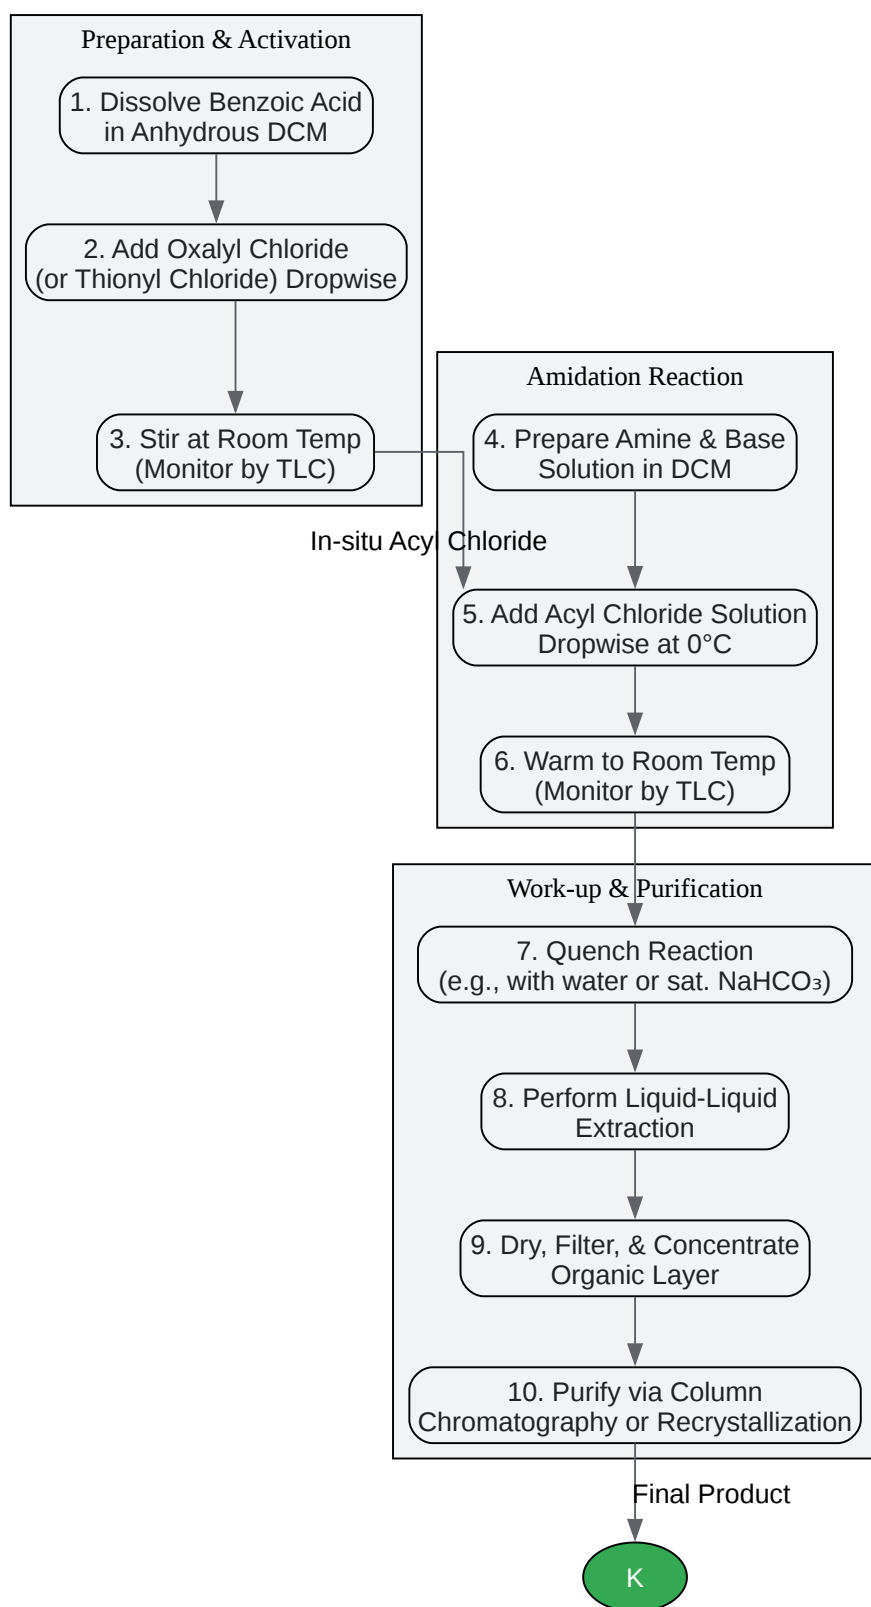 Preparation & Activation
1. Dissolve Benzoic Acid
in Anhydrous DCM
2. Add Oxalyl Chloride
(or Thionyl Chloride) Dropwise
3. Stir at Room Temp
(Monitor by TLC)
In-situ Acyl Chloride
Amidation Reaction
4. Prepare Amine & Base
Solution in DCM
5. Add Acyl Chloride Solution
Dropwise at 0°C
6. Warm to Room Temp
(Monitor by TLC)
Work-up & Purification
7. Quench Reaction
(e.g., with water or sat. NaHCO₃)
8. Perform Liquid-Liquid
Extraction
9. Dry, Filter, & Concentrate
Organic Layer
10. Purify via Column
Chromatography or Recrystallization
Final Product
K